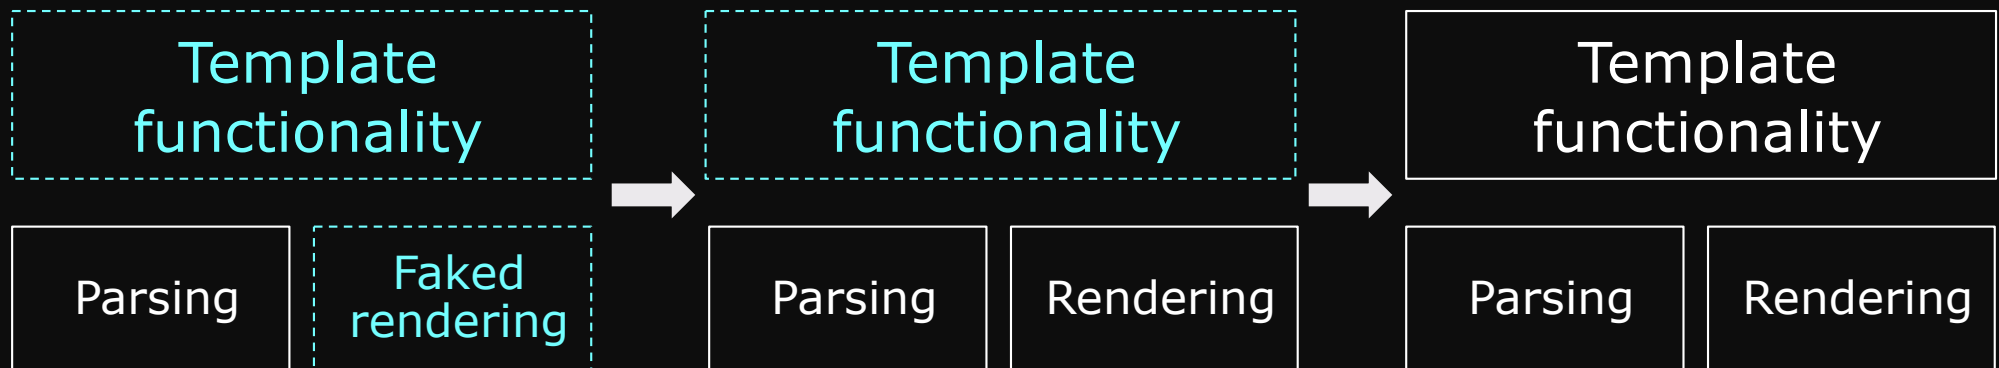 Template
functionality
Parsing
Faked
rendering
Template
functionality
Parsing
Rendering
Template
functionality
Parsing
Rendering